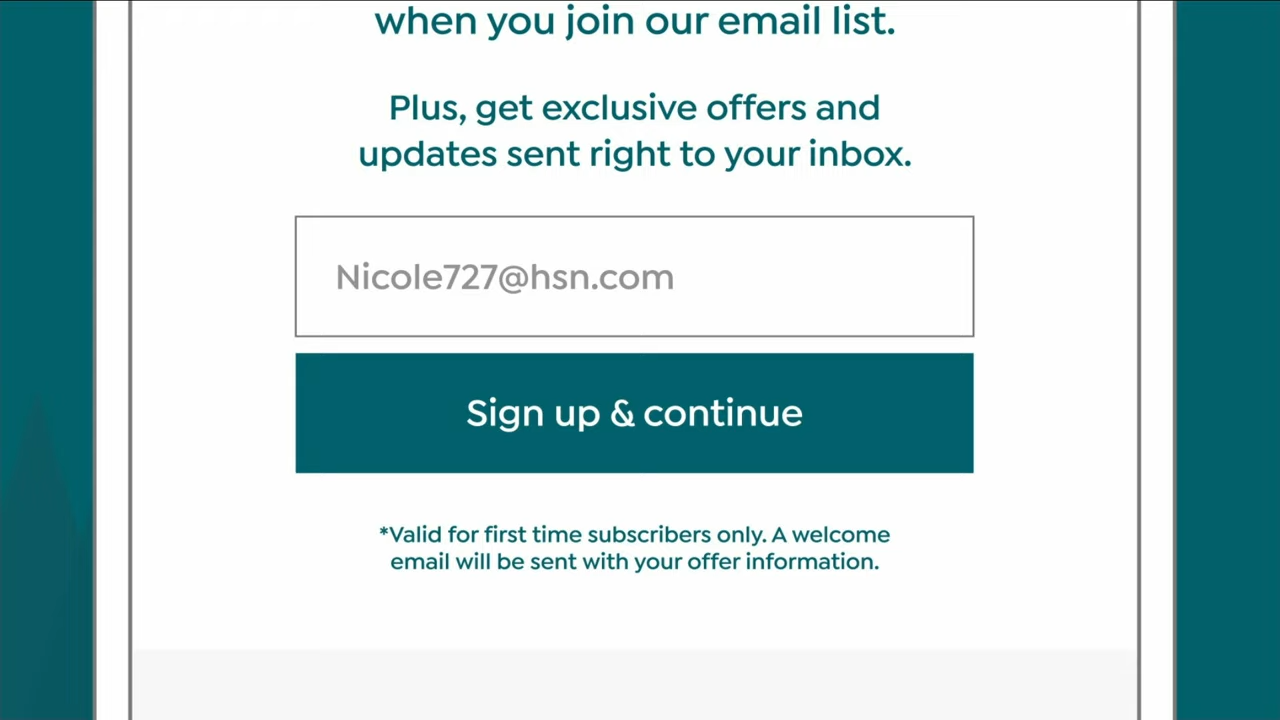 when you join our email list.
Plus, get exclusive offers and
updates sent right to your inbox.
Nicole727@hsn.com
Sign up & continue
*Valid for first time subscribers only. A welcome
email will be sent with your offer information.